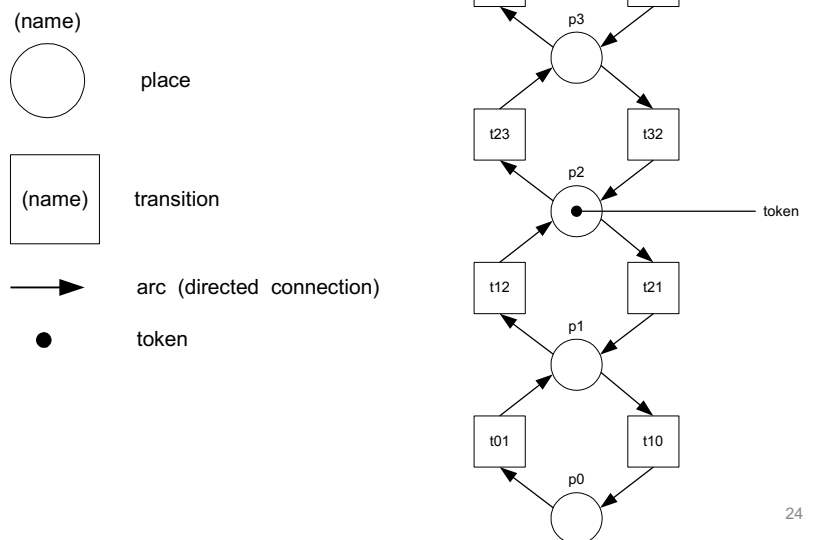 (name)
place
(name)
transition
arc (directed connection)
token
p3
t23
t32
p2
token
t12
t21
p1
t01
t10
p0
24